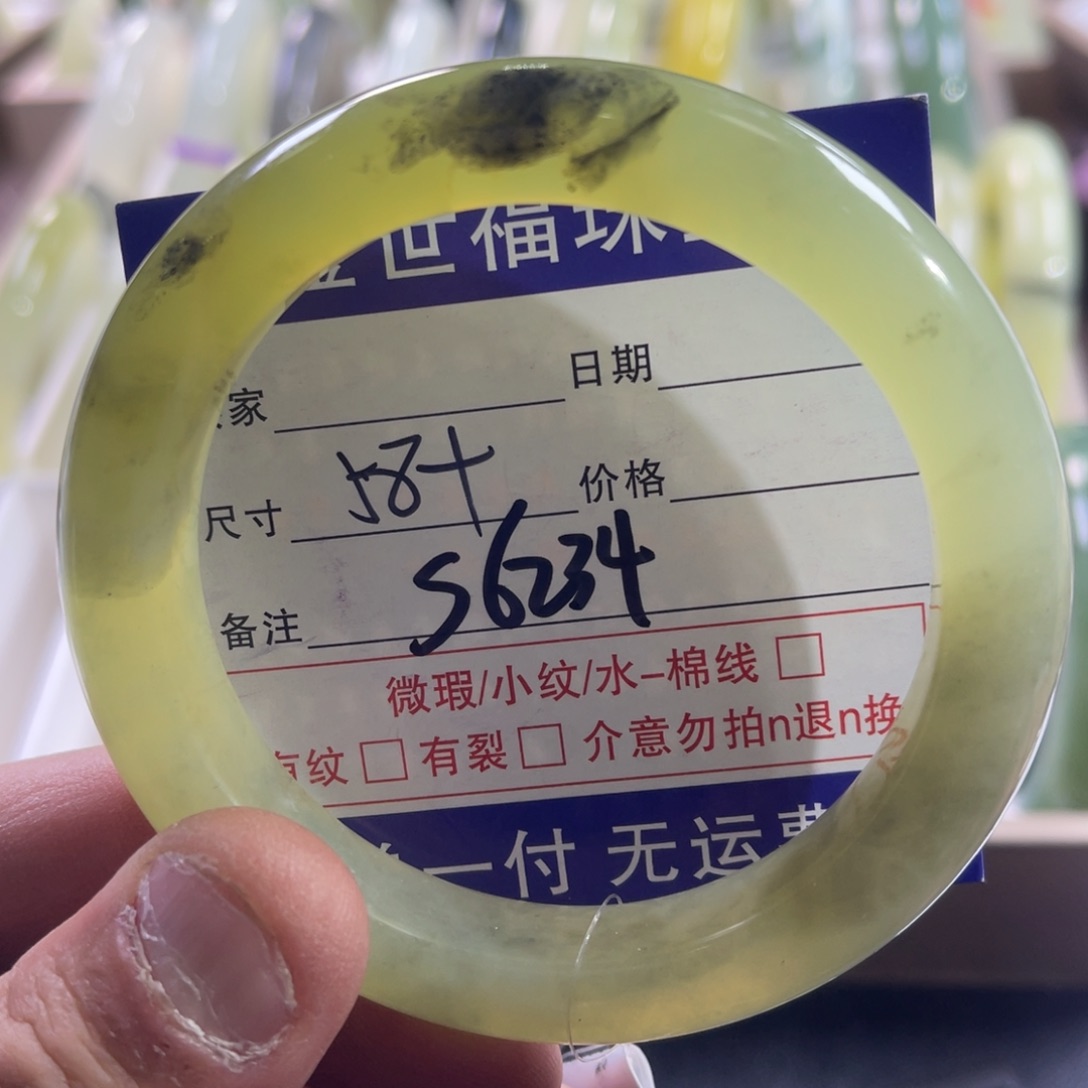 世福珠
家 日期
尺寸 58+ 价格
备注 S6234
微瑕/小纹/水-棉线 □
有纹 □ 有裂 □ 介意勿拍n退n换
一付 无运费